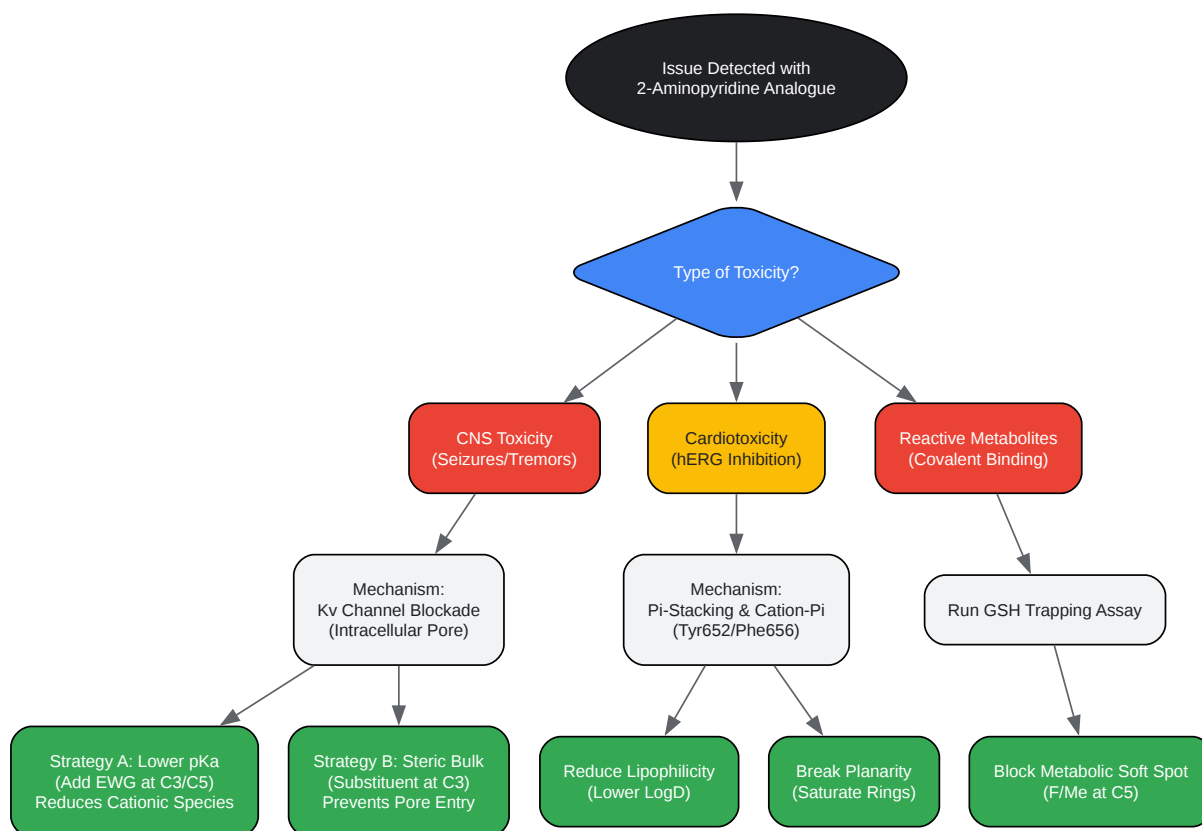 Issue Detected with
2-Aminopyridine Analogue
Type of Toxicity?
CNS Toxicity
(Seizures/Tremors)
Cardiotoxicity
(hERG Inhibition)
Reactive Metabolites
(Covalent Binding)
Mechanism:
Kv Channel Blockade
(Intracellular Pore)
Mechanism:
Pi-Stacking & Cation-Pi
(Tyr652/Phe656)
Run GSH Trapping Assay
Strategy A: Lower pKa
(Add EWG at C3/C5)
Reduces Cationic Species
Strategy B: Steric Bulk
(Substituent at C3)
Prevents Pore Entry
Reduce Lipophilicity
(Lower LogD)
Break Planarity
(Saturate Rings)
Block Metabolic Soft Spot
(F/Me at C5)